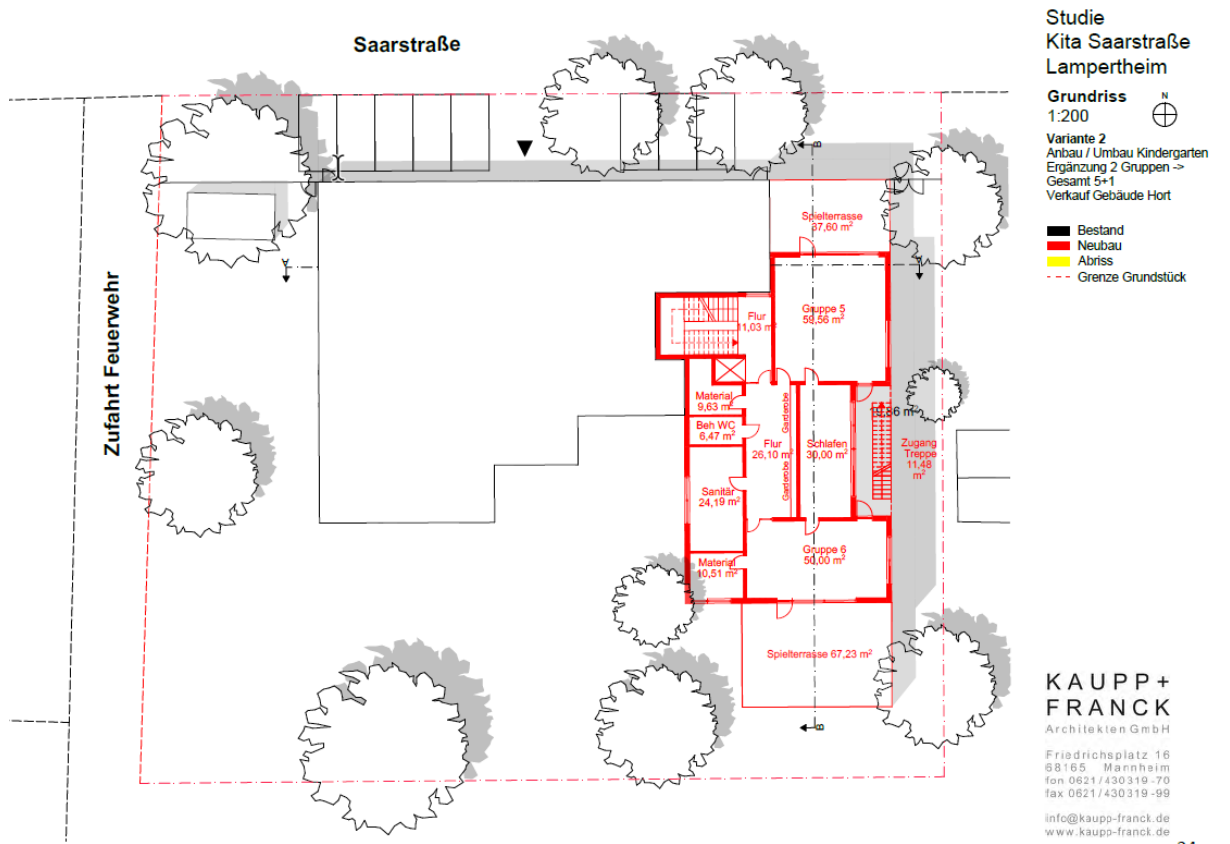 Saarstraße
Zufahrt Feuerwehr
Studie
Kita Saarstraße
Lampertheim
Grundriss
N
1:200
Variante 2
Anbau / Umbau Kindergarten
Ergänzung 2 Gruppen ->
Gesamt 5+1
Verkauf Gebäude Hort
Bestand
Neubau
Abriss
Grenze Grundstück
B
Spielterrasse
37,60 m²
A
Flur
11,03 m²
Gruppe 5
59,56 m²
Material
9,63 m²
Beh WC
6,47 m²
Garderobe
Flur
26,10 m²
Garderobe
Schlafen
30,00 m²
Zugang
Treppe
11,48
m²
Sanitär
24,19 m²
Material
10,51 m²
Gruppe 6
50,00 m²
Spielterrasse 67,23 m²
B
KAUPP+
FRANCK
Architekten GmbH
Friedrichsplatz 16
68165 Mannheim
fon 0621/430319-70
fax 0621/430319-99
info@kaupp-franck.de
www.kaupp-franck.de